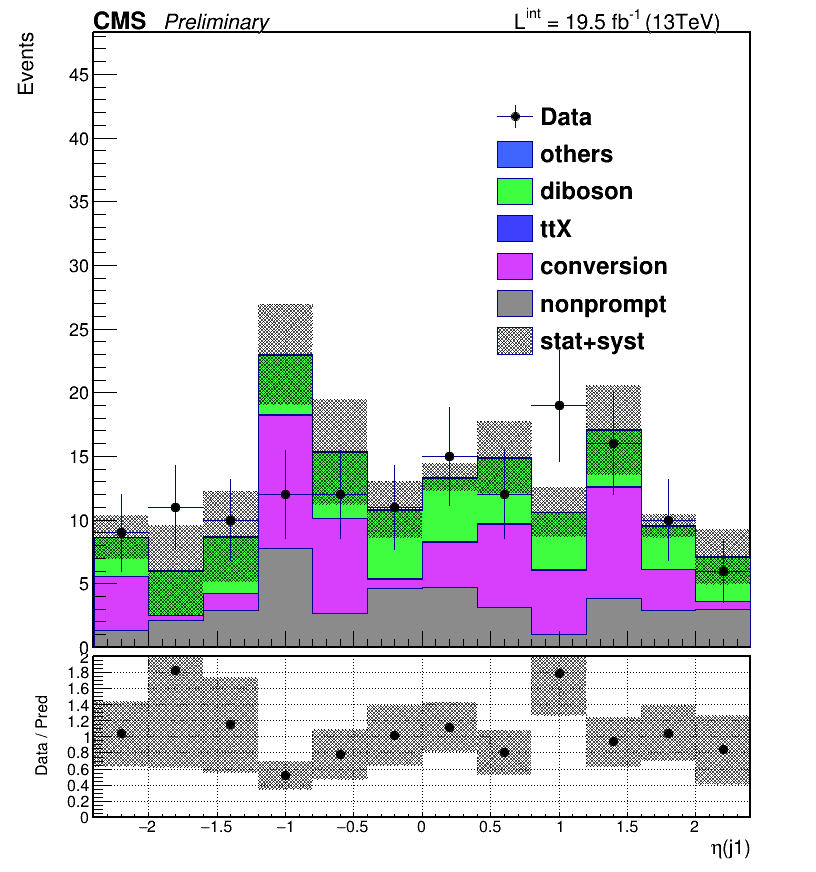 CMS Preliminary L^int = 19.5 fb^-1 (13TeV)
Events
45
40
35
30
25
20
15
10
5
0
Data
others
diboson
ttX
conversion
nonprompt
stat+syst
Data / Pred
2
1.8
1.6
1.4
1.2
1
0.8
0.6
0.4
0.2
0
−2 −1.5 −1 −0.5 0 0.5 1 1.5 2
η(j1)